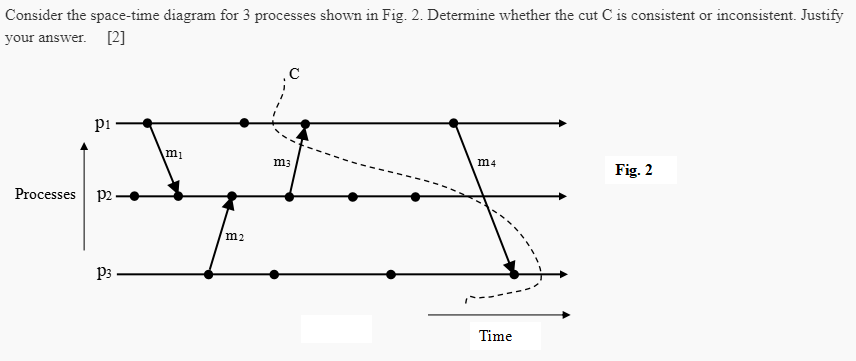 Consider the space-time diagram for 3 processes shown in Fig. 2. Determine whether the cut C is consistent or inconsistent. Justify
your answer. [2]
C
p1
m1
m3
m4
Fig. 2
Processes
p2
m2
p3
Time